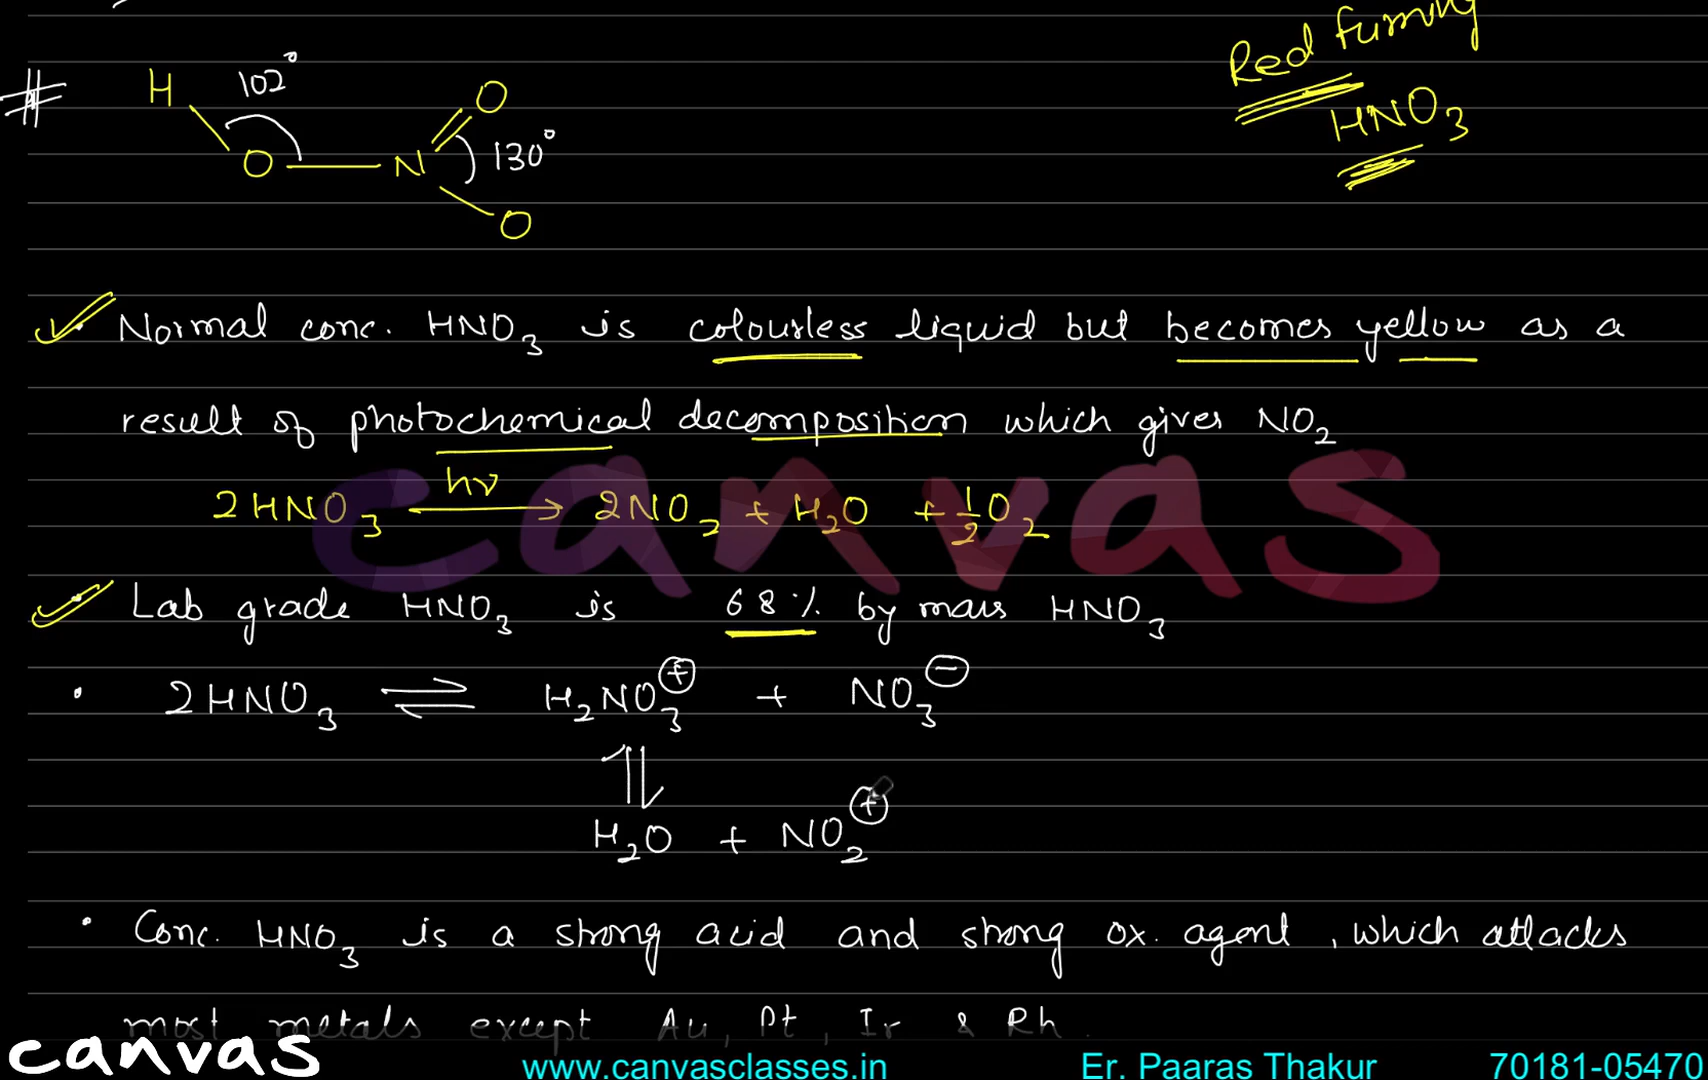 Red fuming
HNO₃
# H 102° O N O 130° O
Normal conc. HNO₃ is colourless liquid but becomes yellow as a
result of photochemical decomposition which gives NO₂
2HNO₃ —hν→ 2NO₂ + H₂O + ½O₂
Lab grade HNO₃ is 68% by mass HNO₃
• 2HNO₃ ⇌ H₂NO₃⊕ + NO₃⊖
⇌
H₂O + NO₂⊕
• Conc. HNO₃ is a strong acid and strong ox. agent, which attacks
most metals except Au, Pt, Ir & Rh.
canvas
canvas
www.canvasclasses.in
Er. Paaras Thakur
70181-05470